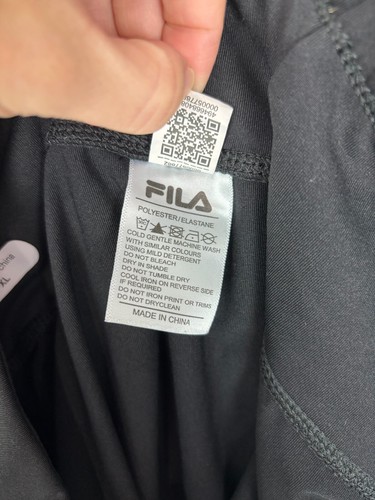 FILA
POLYESTER/ELASTANE
COLD GENTLE MACHINE WASH
WITH SIMILAR COLOURS
USING MILD DETERGENT
DO NOT BLEACH
DRY IN SHADE
DO NOT TUMBLE DRY
COOL IRON ON REVERSE SIDE
IF REQUIRED
DO NOT IRON PRINT OR TRIMS
DO NOT DRYCLEAN
MADE IN CHINA
China
XL